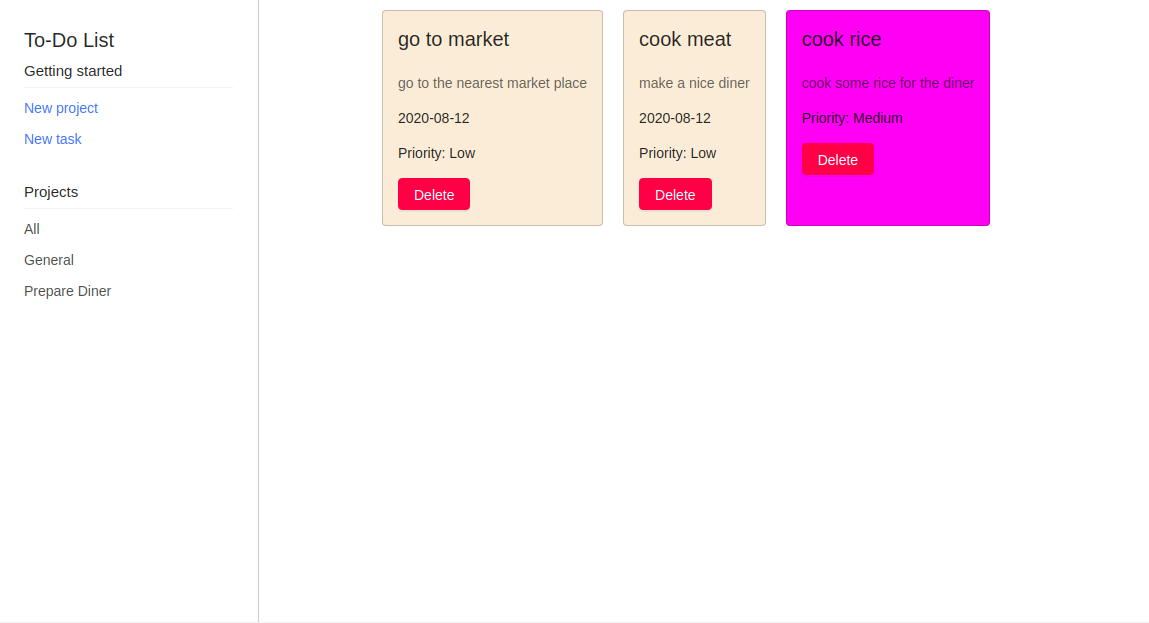 To-Do List
Getting started
New project
New task
Projects
All
General
Prepare Diner
go to market
go to the nearest market place
2020-08-12
Priority: Low
Delete
cook meat
make a nice diner
2020-08-12
Priority: Low
Delete
cook rice
cook some rice for the diner
Priority: Medium
Delete